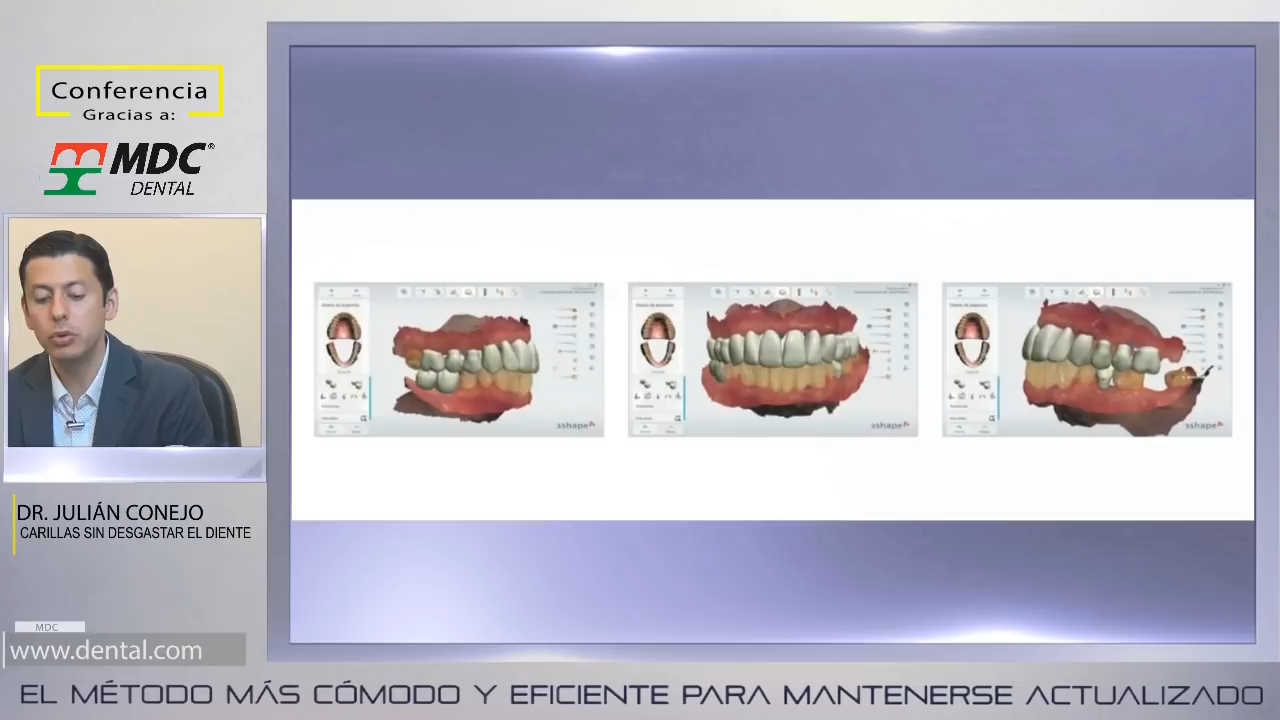 Conferencia
Gracias a:
MDC®
DENTAL
3shape
3shape
3shape
DR. JULIÁN CONEJO
CARILLAS SIN DESGASTAR EL DIENTE
MDC
www.dental.com
EL MÉTODO MÁS CÓMODO Y EFICIENTE PARA MANTENERSE ACTUALIZADO